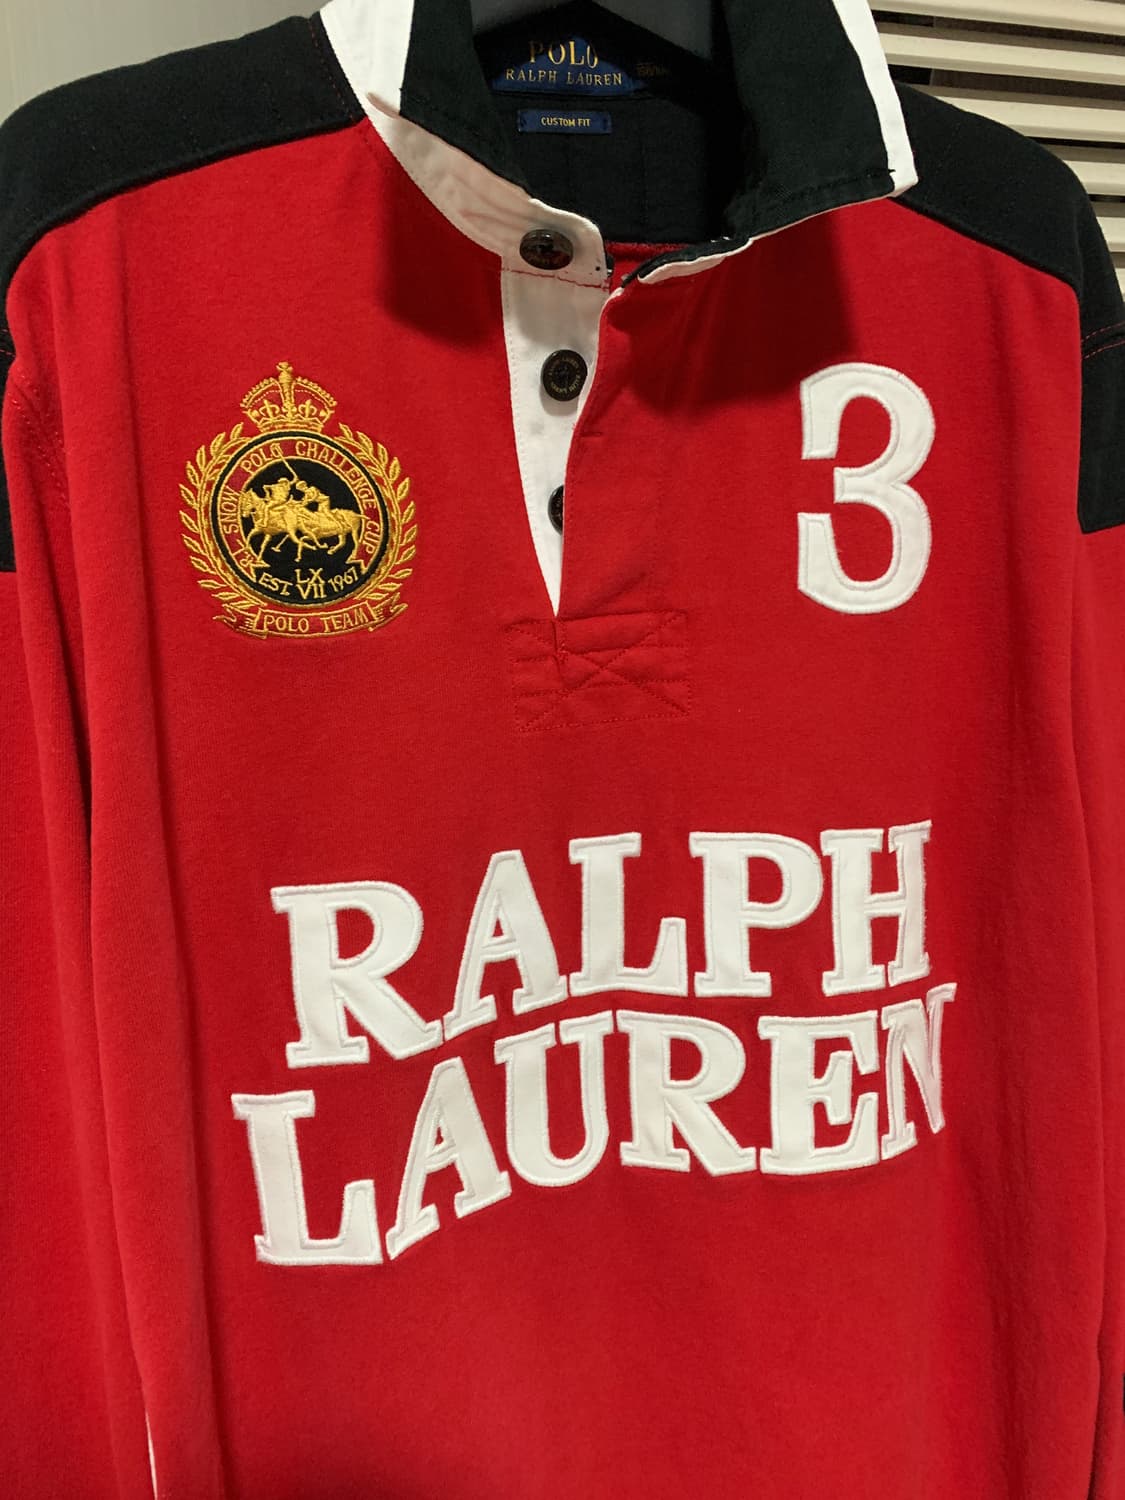 POLO
RALPH LAUREN
CUSTOM FIT
R.L. SNOW POLO CHALLENGE CUP
LX
EST. VII 1967
POLO TEAM
3
RALPH
LAUREN